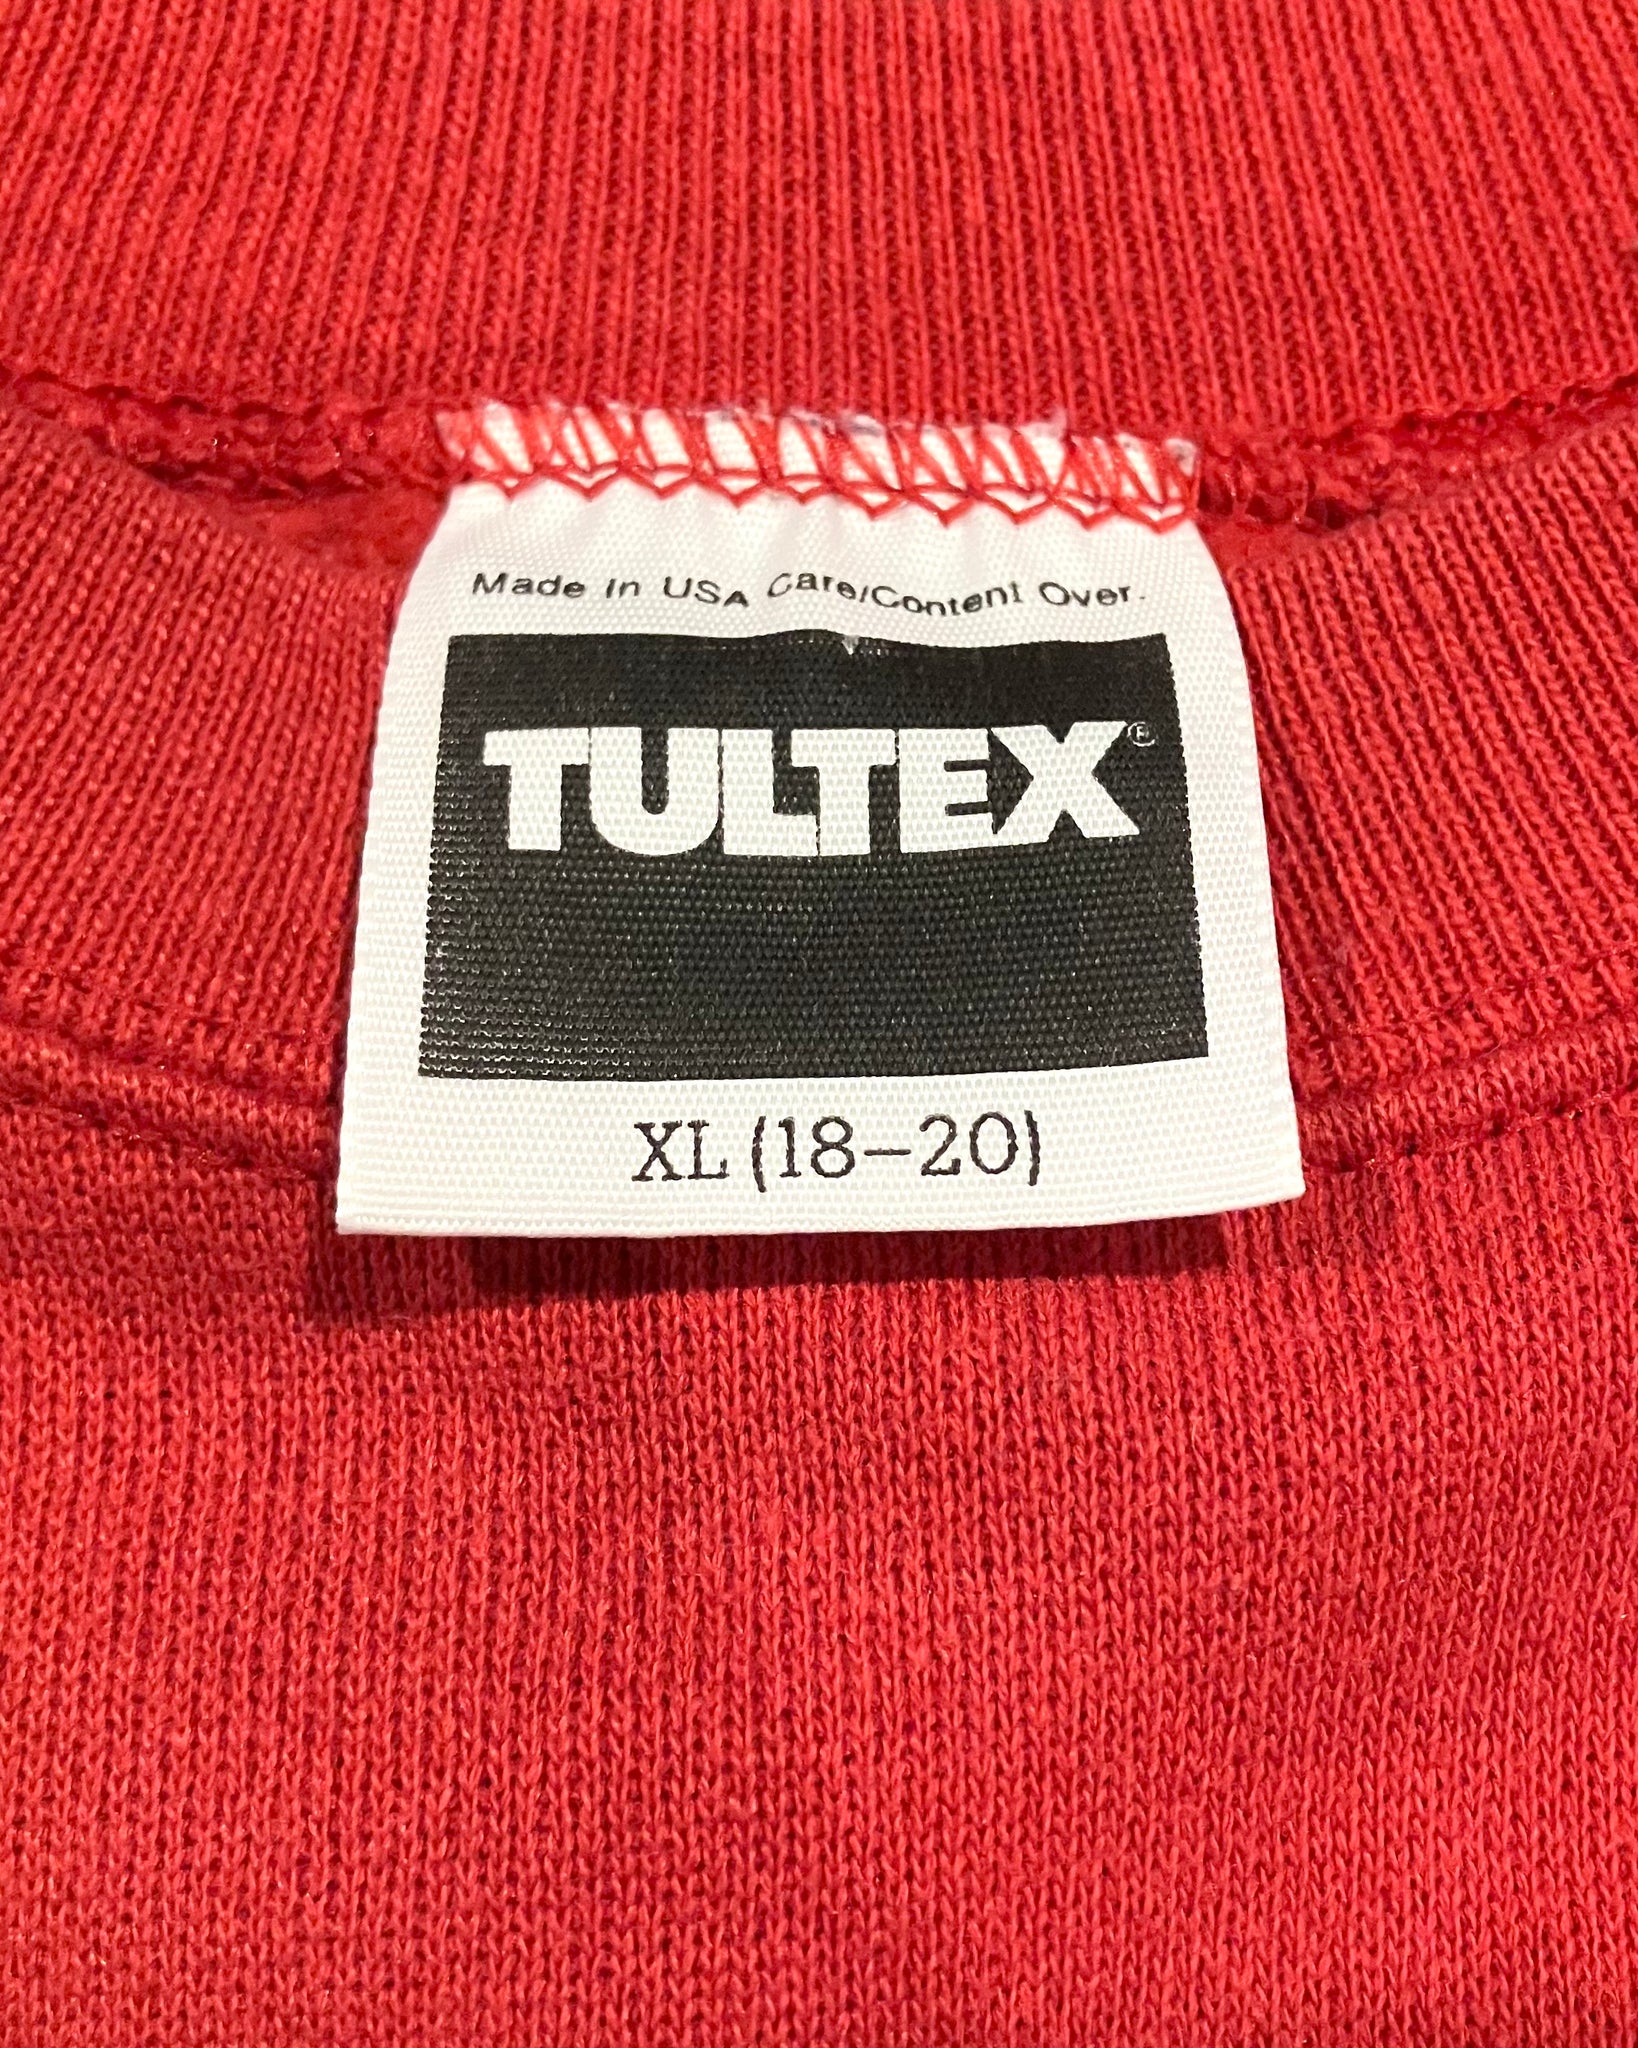 Made In USA Care/Content Over.
TULTEX®
XL (18-20)